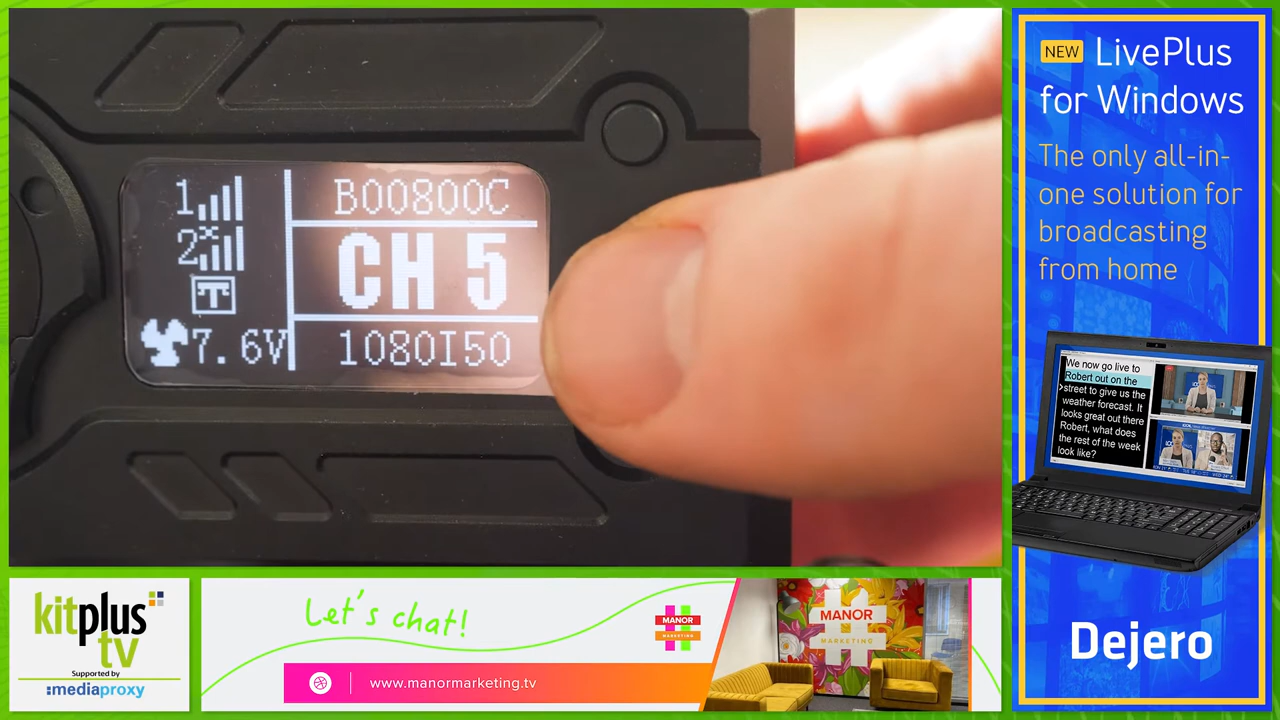 1
B00800C
2x
CH 5
T
7.6V
1080I50
NEW LivePlus
for Windows
The only all-in-
one solution for
broadcasting
from home
We now go live to
Robert out on the
street to give us the
weather forecast. It
looks great out there
Robert, what does
the rest of the week
look like?
Dejero
kitplus
tv
Supported by
:mediaproxy
Let's chat!
MANOR
MARKETING
www.manormarketing.tv
MANOR
MARKETING